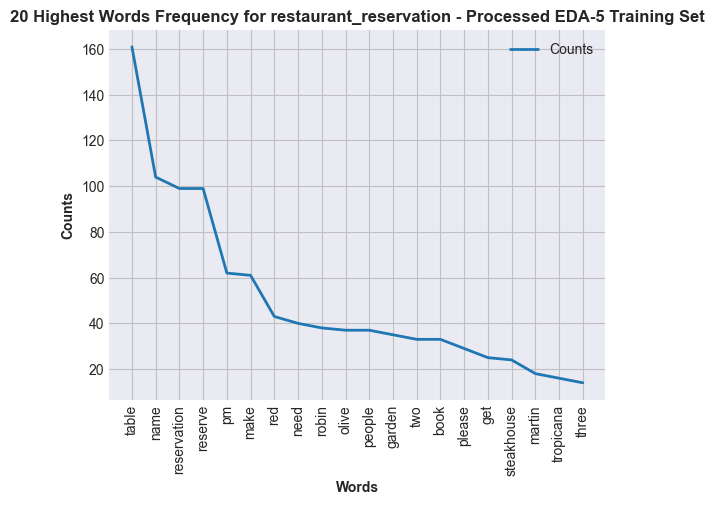 20 Highest Words Frequency for restaurant_reservation - Processed EDA-5 Training Set
Counts
160
140
120
100
80
60
40
20
Counts
table
name
reservation
reserve
pm
make
red
need
robin
olive
people
garden
two
book
please
get
steakhouse
martin
tropicana
three
Words